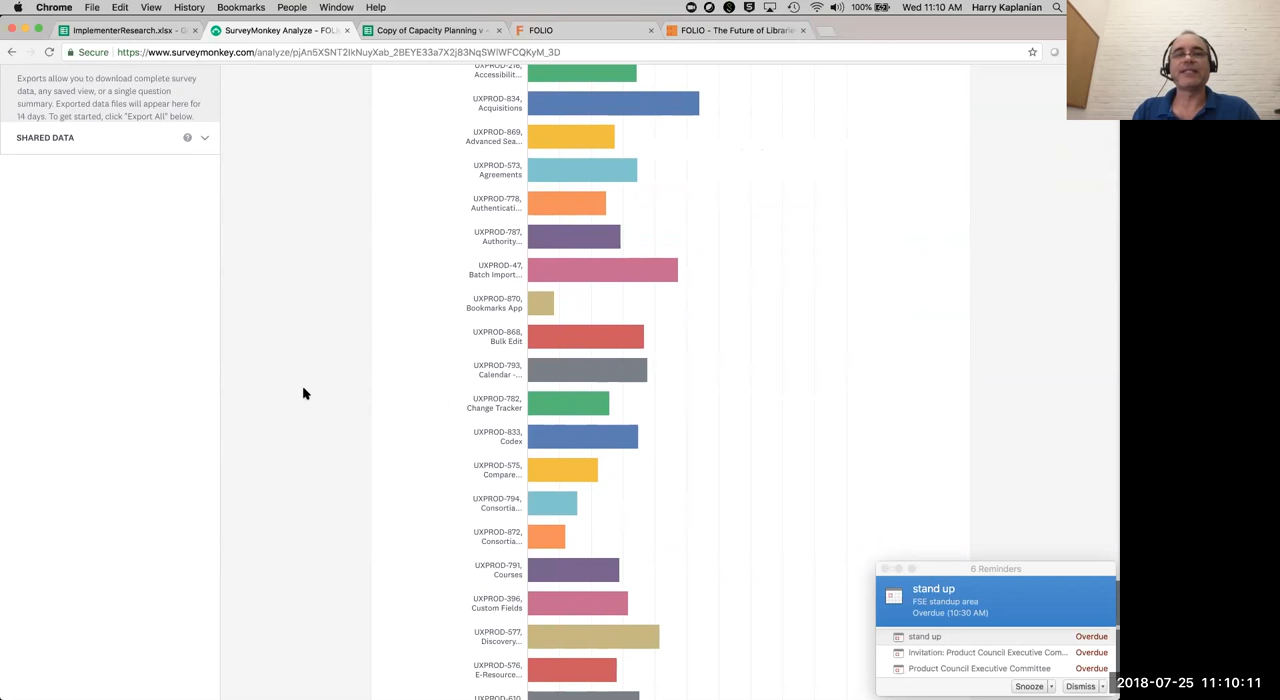 Chrome File Edit View History Bookmarks People Window Help 100% Wed 11:10 AM Harry Kaplanian
ImplementerResearch.xlsx - G
SurveyMonkey Analyze - FOLI
Copy of Capacity Planning v -
FOLIO
FOLIO - The Future of Librarie
Secure https://www.surveymonkey.com/analyze/pjAn5XSNT2IkNuyXab_2BEYE33a7X2j83NqSWlWFCQKyM_3D
Exports allow you to download complete survey
data, any saved view, or a single question
summary. Exported data files will appear here for
14 days. To get started, click "Export All" below.
SHARED DATA
UXPROD-216,
Accessibilit...
UXPROD-834,
Acquisitions
UXPROD-869,
Advanced Sea...
UXPROD-573,
Agreements
UXPROD-778,
Authenticati...
UXPROD-787,
Authority...
UXPROD-47,
Batch Import...
UXPROD-870,
Bookmarks App
UXPROD-868,
Bulk Edit
UXPROD-793,
Calendar -...
UXPROD-782,
Change Tracker
UXPROD-833,
Codex
UXPROD-575,
Compare...
UXPROD-794,
Consortia...
UXPROD-872,
Consortia...
UXPROD-791,
Courses
UXPROD-396,
Custom Fields
UXPROD-577,
Discovery...
UXPROD-576,
E-Resource...
UXPROD-610,
6 Reminders
stand up
FSE standup area
Overdue (10:30 AM)
stand up Overdue
Invitation: Product Council Executive Com... Overdue
Product Council Executive Committee Overdue
Snooze Dismiss
2018-07-25 11:10:11